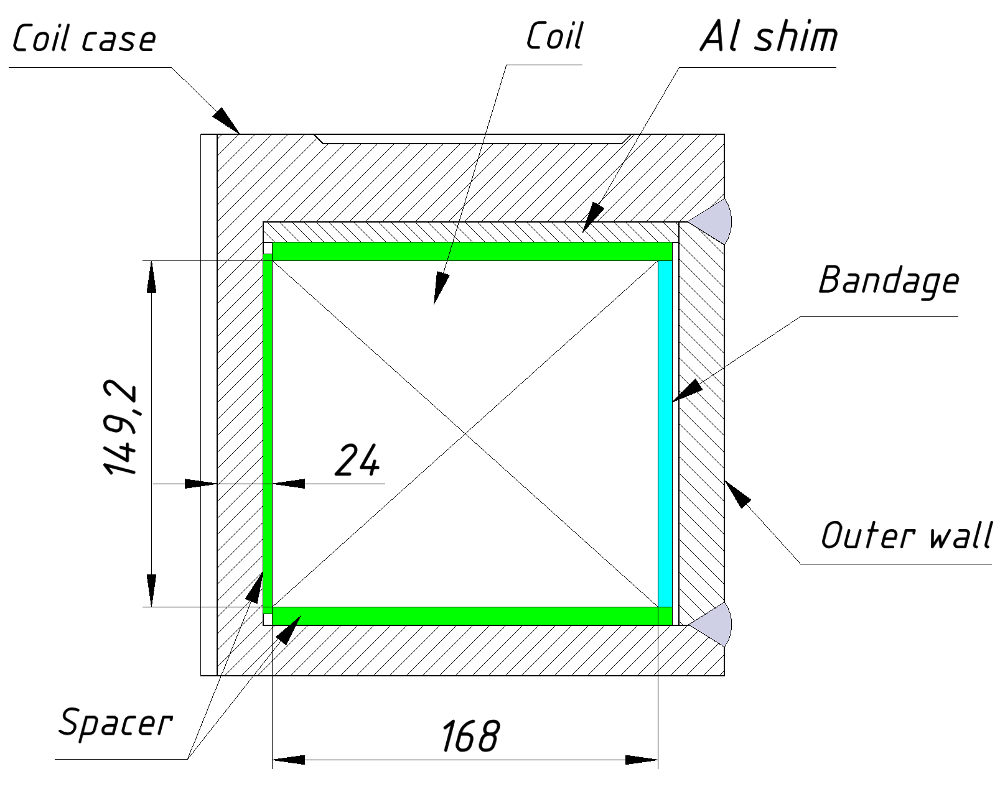 Coil case
Coil
Al shim
Bandage
149,2
24
Outer wall
Spacer
168